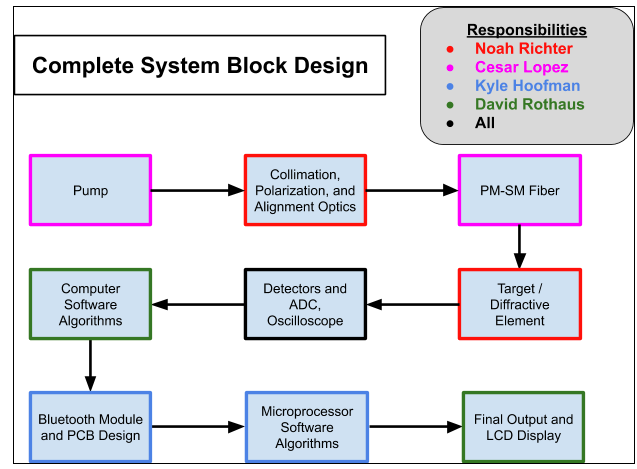 Complete System Block Design
Responsibilities
● Noah Richter
● Cesar Lopez
● Kyle Hoofman
● David Rothaus
● All
Pump
Collimation,
Polarization, and
Alignment Optics
PM-SM Fiber
Computer
Software
Algorithms
Detectors and
ADC,
Oscilloscope
Target /
Diffractive
Element
Bluetooth Module
and PCB Design
Microprocessor
Software
Algorithms
Final Output and
LCD Display